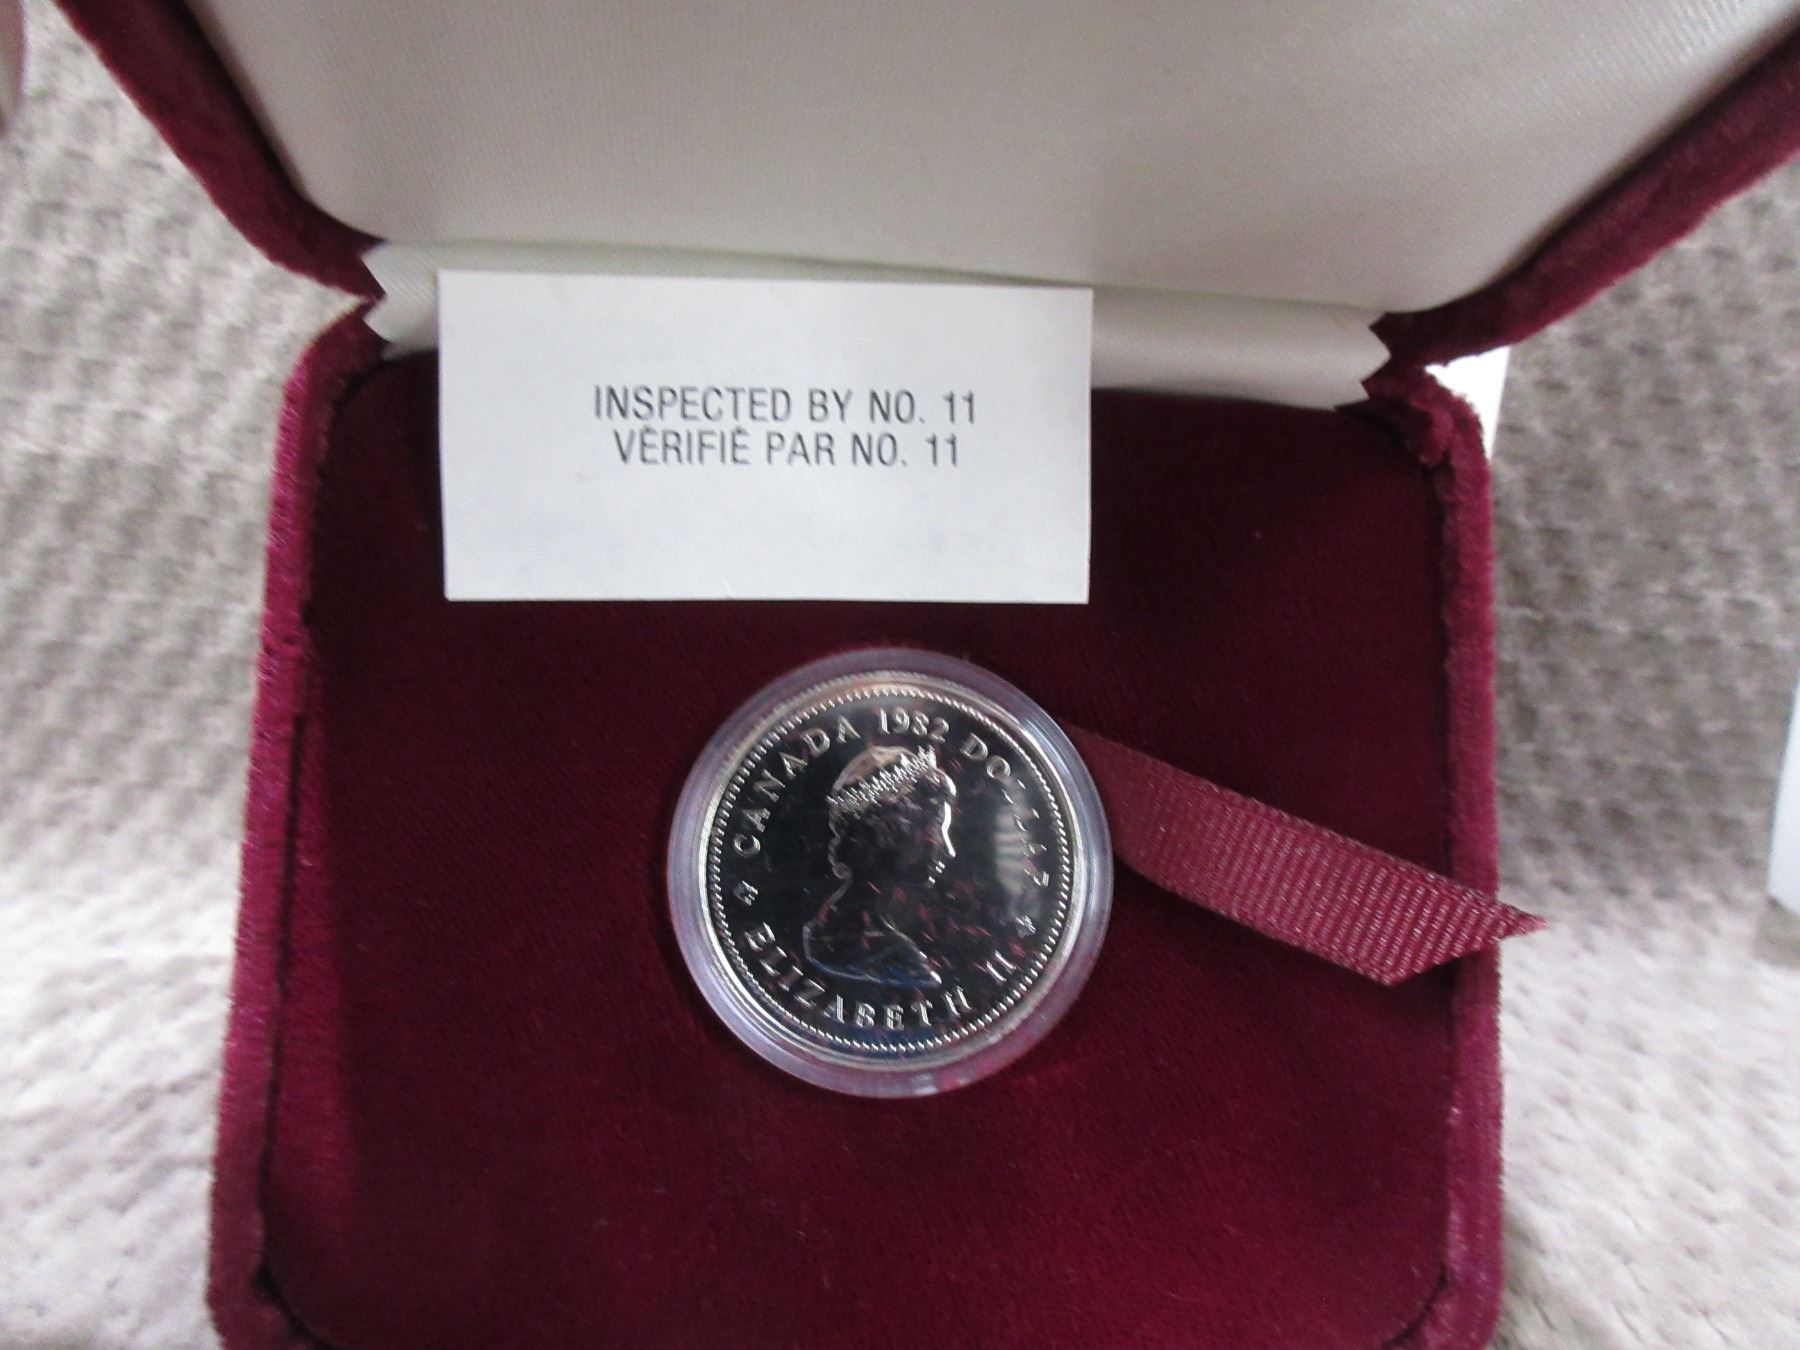 INSPECTED BY NO. 11
VÉRIFIÉ PAR NO. 11
CANADA 1982 DOLLAR
ELIZABETH II